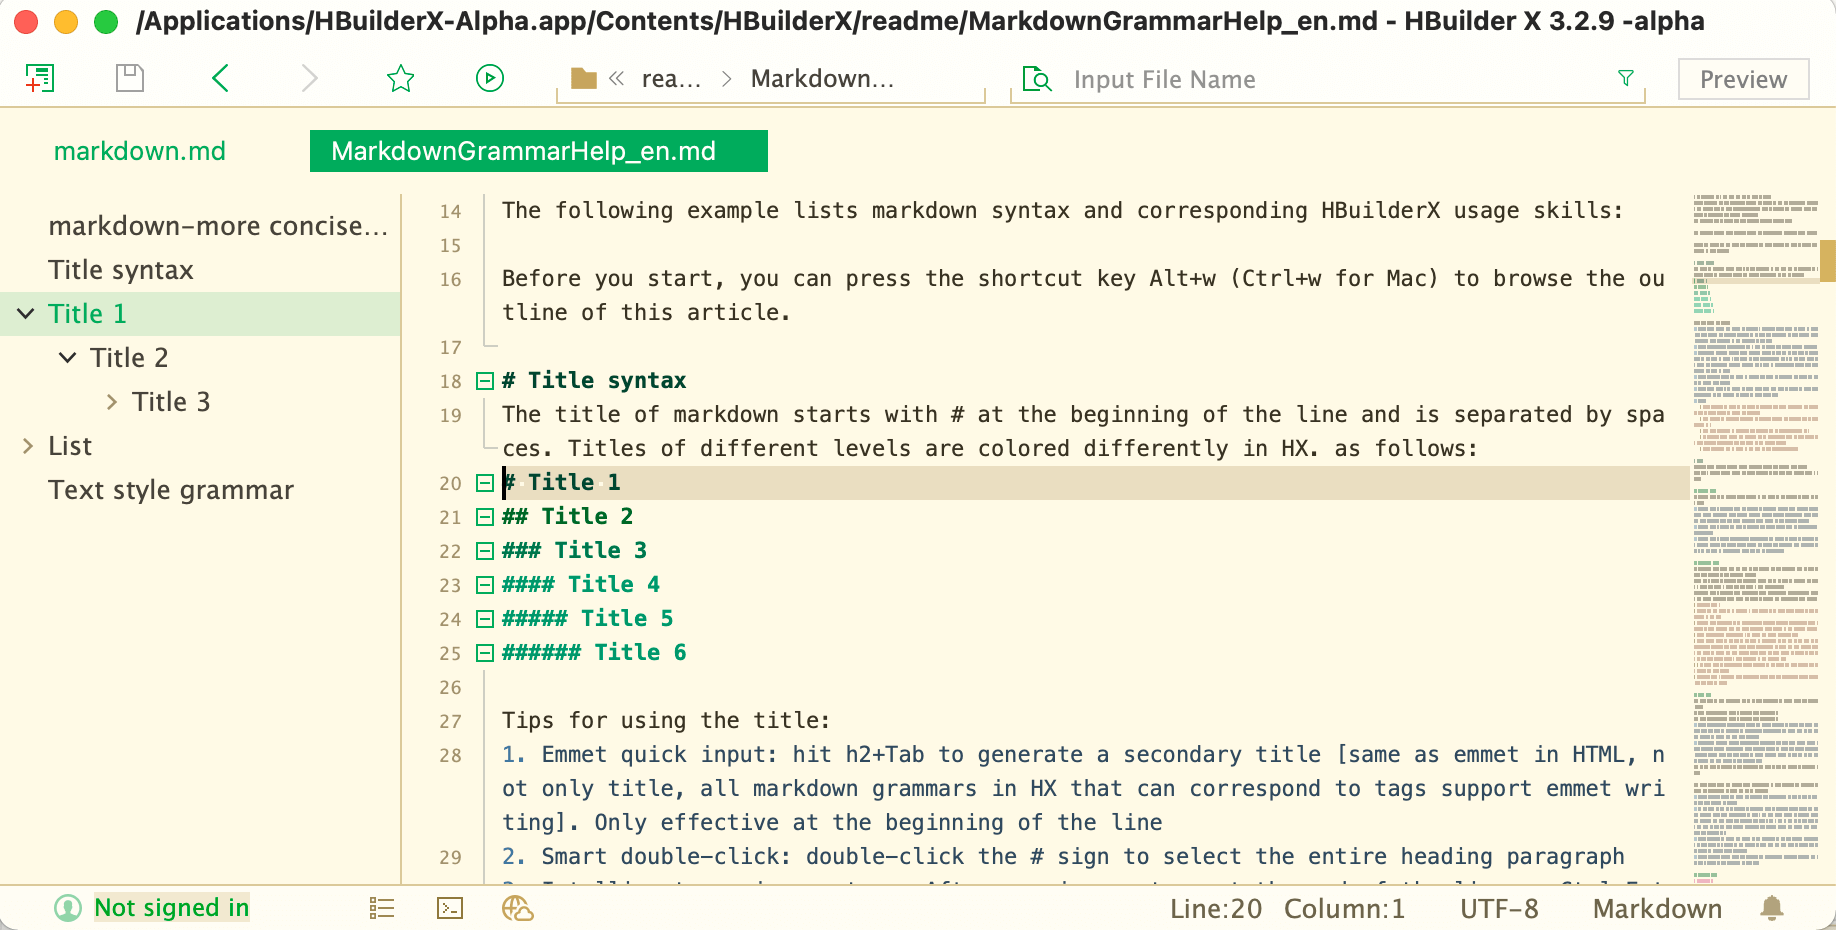 /Applications/HBuilderX-Alpha.app/Contents/HBuilderX/readme/MarkdownGrammarHelp_en.md - HBuilder X 3.2.9 -alpha
rea... Markdown... Input File Name Preview
markdown.md MarkdownGrammarHelp_en.md
markdown-more concise...
Title syntax
Title 1
Title 2
Title 3
List
Text style grammar
14 The following example lists markdown syntax and corresponding HBuilderX usage skills:
15
16 Before you start, you can press the shortcut key Alt+w (Ctrl+w for Mac) to browse the ou
tline of this article.
17
18 # Title syntax
19 The title of markdown starts with # at the beginning of the line and is separated by spa
ces. Titles of different levels are colored differently in HX. as follows:
20 # Title 1
21 ## Title 2
22 ### Title 3
23 #### Title 4
24 ##### Title 5
25 ###### Title 6
26
27 Tips for using the title:
28 1. Emmet quick input: hit h2+Tab to generate a secondary title [same as emmet in HTML, n
ot only title, all markdown grammars in HX that can correspond to tags support emmet wri
ting]. Only effective at the beginning of the line
29 2. Smart double-click: double-click the # sign to select the entire heading paragraph
Not signed in Line:20 Column:1 UTF-8 Markdown